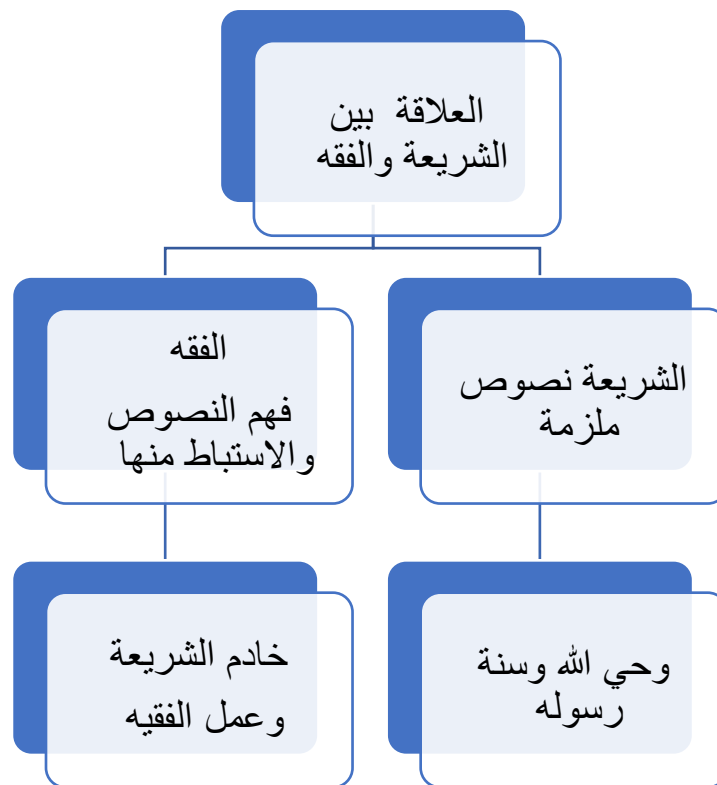 العلاقة بين
الشريعة والفقه
الشريعة نصوص
ملزمة
الفقه
فهم النصوص
والاستباط منها
وحي الله وسنة
رسوله
خادم الشريعة
وعمل الفقيه